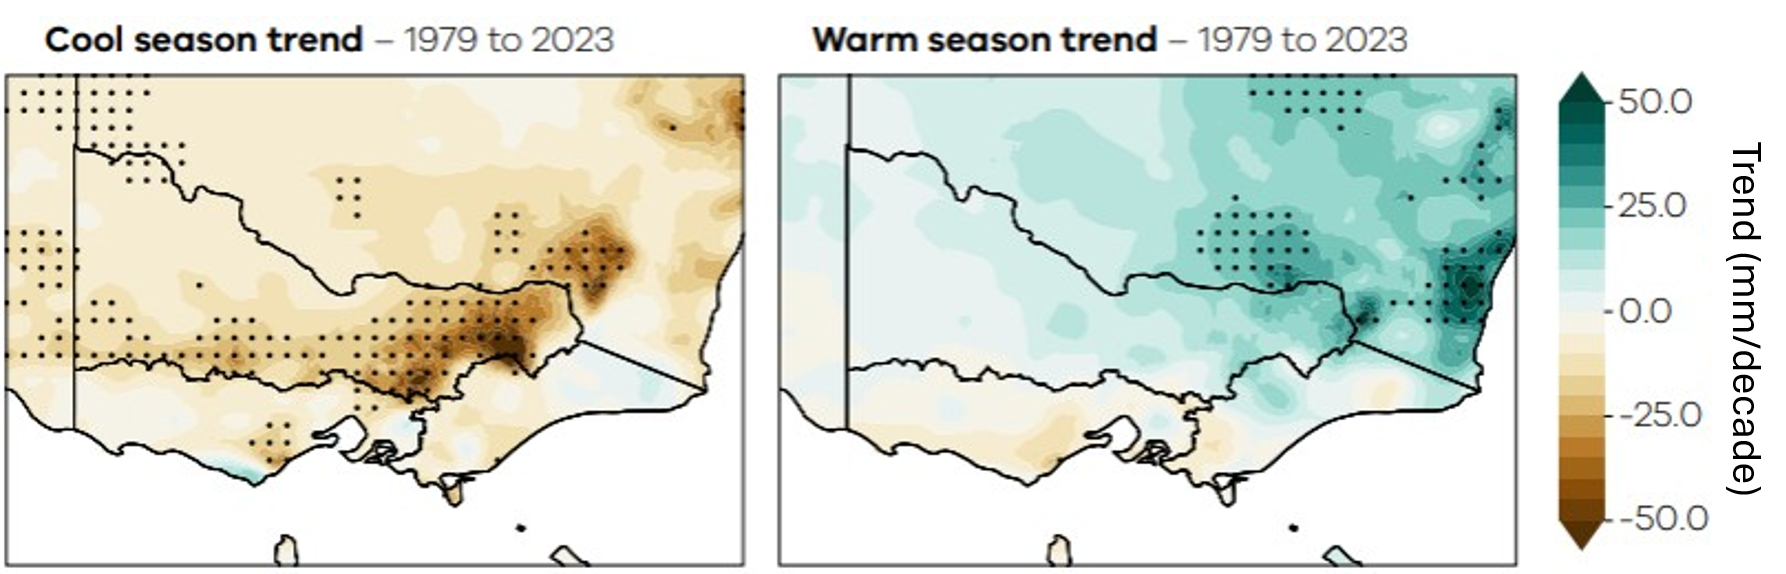 Cool season trend – 1979 to 2023
Warm season trend – 1979 to 2023
50.0
25.0
0.0
-25.0
-50.0
Trend (mm/decade)